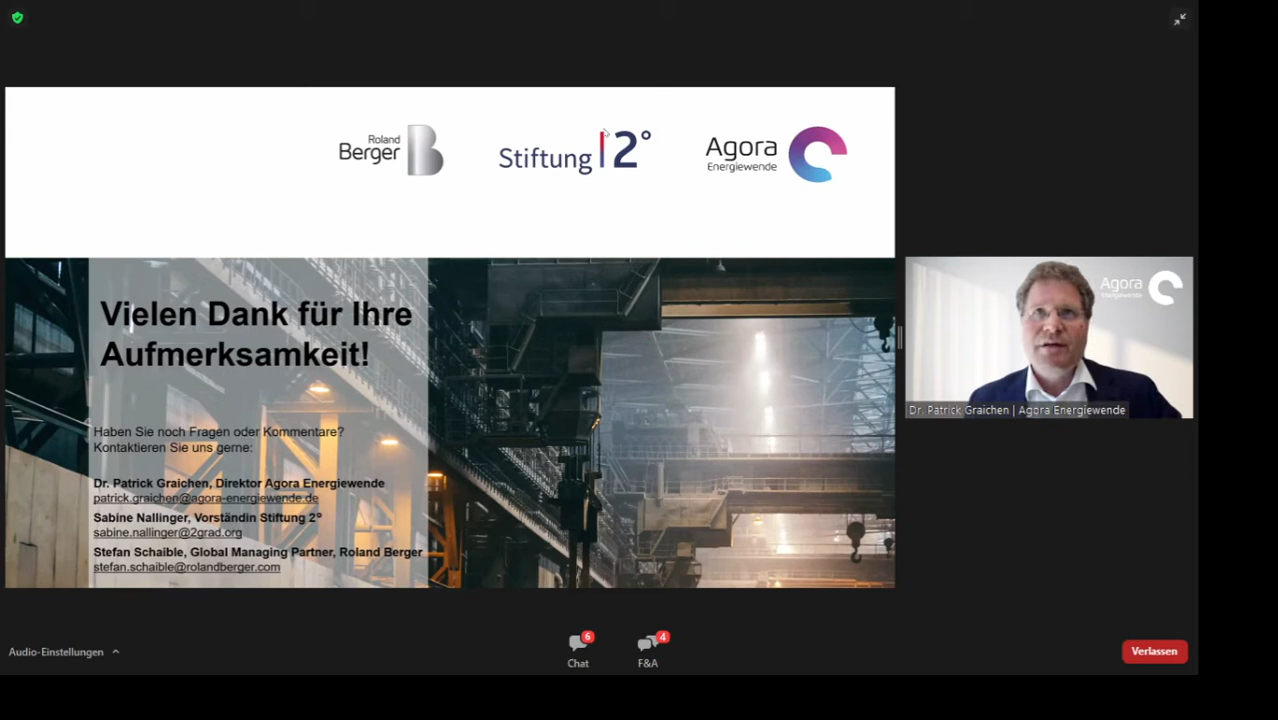 Roland
Berger
Stiftung 2°
Agora
Energiewende
Vielen Dank für Ihre
Aufmerksamkeit!
Haben Sie noch Fragen oder Kommentare?
Kontaktieren Sie uns gerne:
Dr. Patrick Graichen, Direktor Agora Energiewende
patrick.graichen@agora-energiewende.de
Sabine Nallinger, Vorständin Stiftung 2°
sabine.nallinger@2grad.org
Stefan Schaible, Global Managing Partner, Roland Berger
stefan.schaible@rolandberger.com
Agora
Energiewende
Dr. Patrick Graichen | Agora Energiewende
Audio-Einstellungen
6
Chat
4
F&A
Verlassen